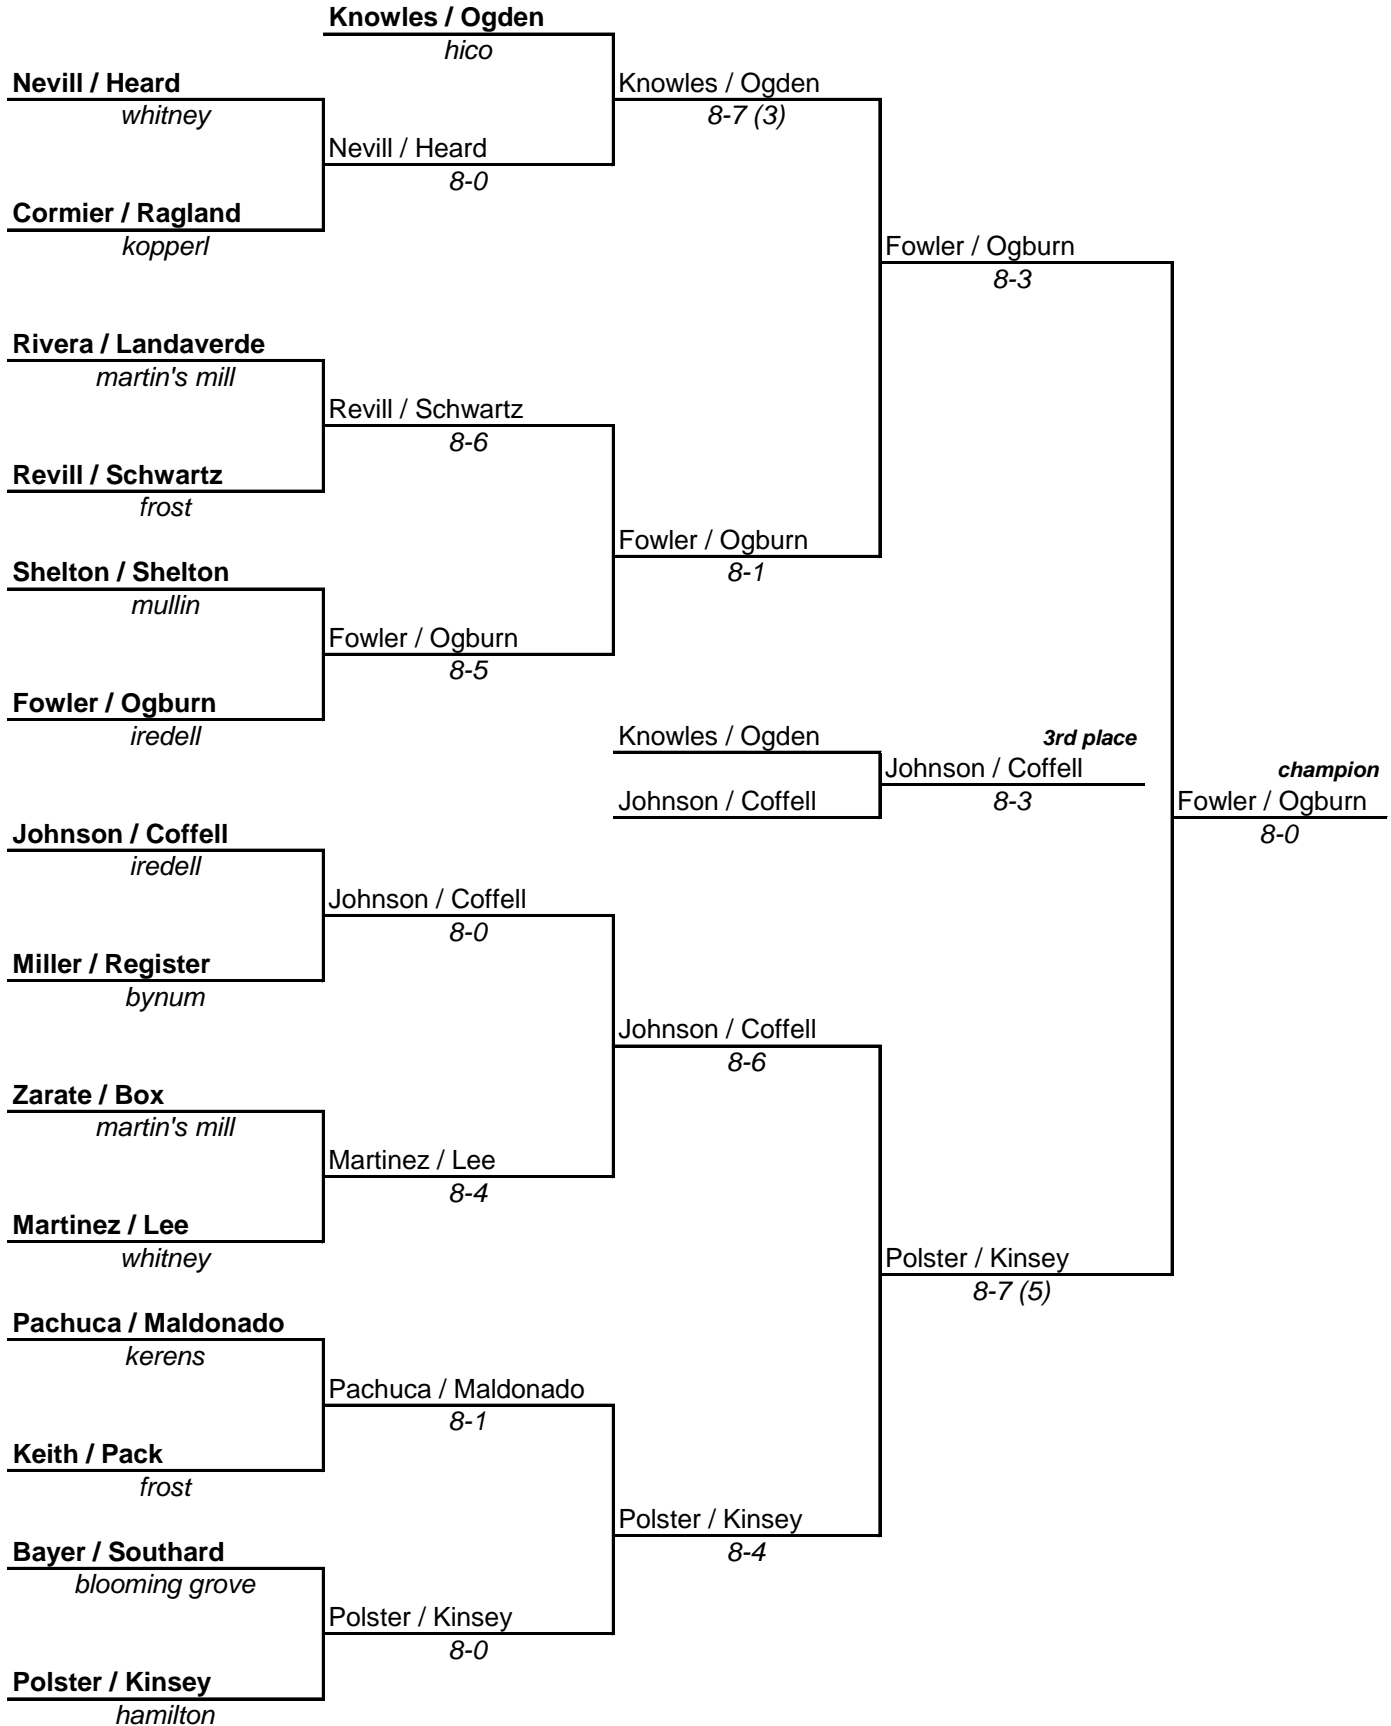 Knowles / Ogden
hico
Nevill / Heard
whitney
Knowles / Ogden
8-7 (3)
Nevill / Heard
8-0
Cormier / Ragland
kopperl
Fowler / Ogburn
8-3
Rivera / Landaverde
martin's mill
Revill / Schwartz
8-6
Revill / Schwartz
frost
Fowler / Ogburn
8-1
Shelton / Shelton
mullin
Fowler / Ogburn
8-5
Fowler / Ogburn
iredell
Knowles / Ogden
3rd place
Johnson / Coffell
8-3
Johnson / Coffell
champion
Fowler / Ogburn
8-0
Johnson / Coffell
iredell
Johnson / Coffell
8-0
Miller / Register
bynum
Johnson / Coffell
8-6
Zarate / Box
martin's mill
Martinez / Lee
8-4
Martinez / Lee
whitney
Polster / Kinsey
8-7 (5)
Pachuca / Maldonado
kerens
Pachuca / Maldonado
8-1
Keith / Pack
frost
Polster / Kinsey
8-4
Bayer / Southard
blooming grove
Polster / Kinsey
8-0
Polster / Kinsey
hamilton